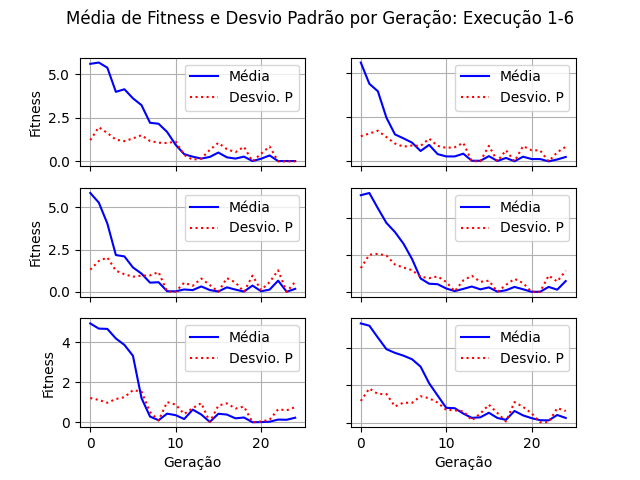 Média de Fitness e Desvio Padrão por Geração: Execução 1-6
Fitness
5.0
2.5
0.0
Média
Desvio. P
Média
Desvio. P
Fitness
5.0
2.5
0.0
Média
Desvio. P
Média
Desvio. P
Fitness
4
2
0
Média
Desvio. P
Média
Desvio. P
0 10 20
Geração
0 10 20
Geração